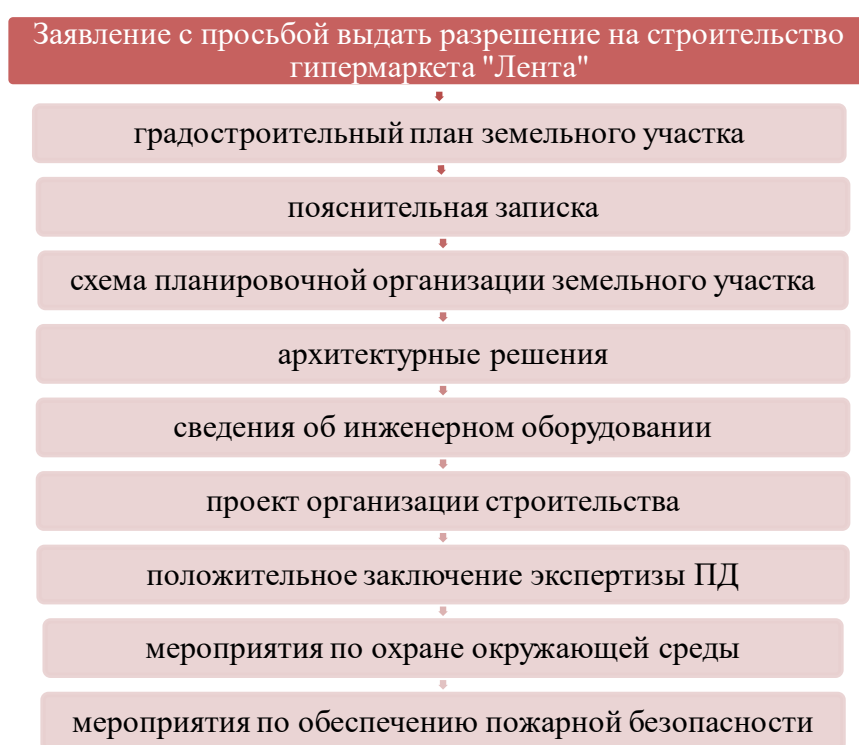 Заявление с просьбой выдать разрешение на строительство
гипермаркета "Лента"
градостроительный план земельного участка
пояснительная записка
схема планировочной организации земельного участка
архитектурные решения
сведения об инженерном оборудовании
проект организации строительства
положительное заключение экспертизы ПД
мероприятия по охране окружающей среды
мероприятия по обеспечению пожарной безопасности